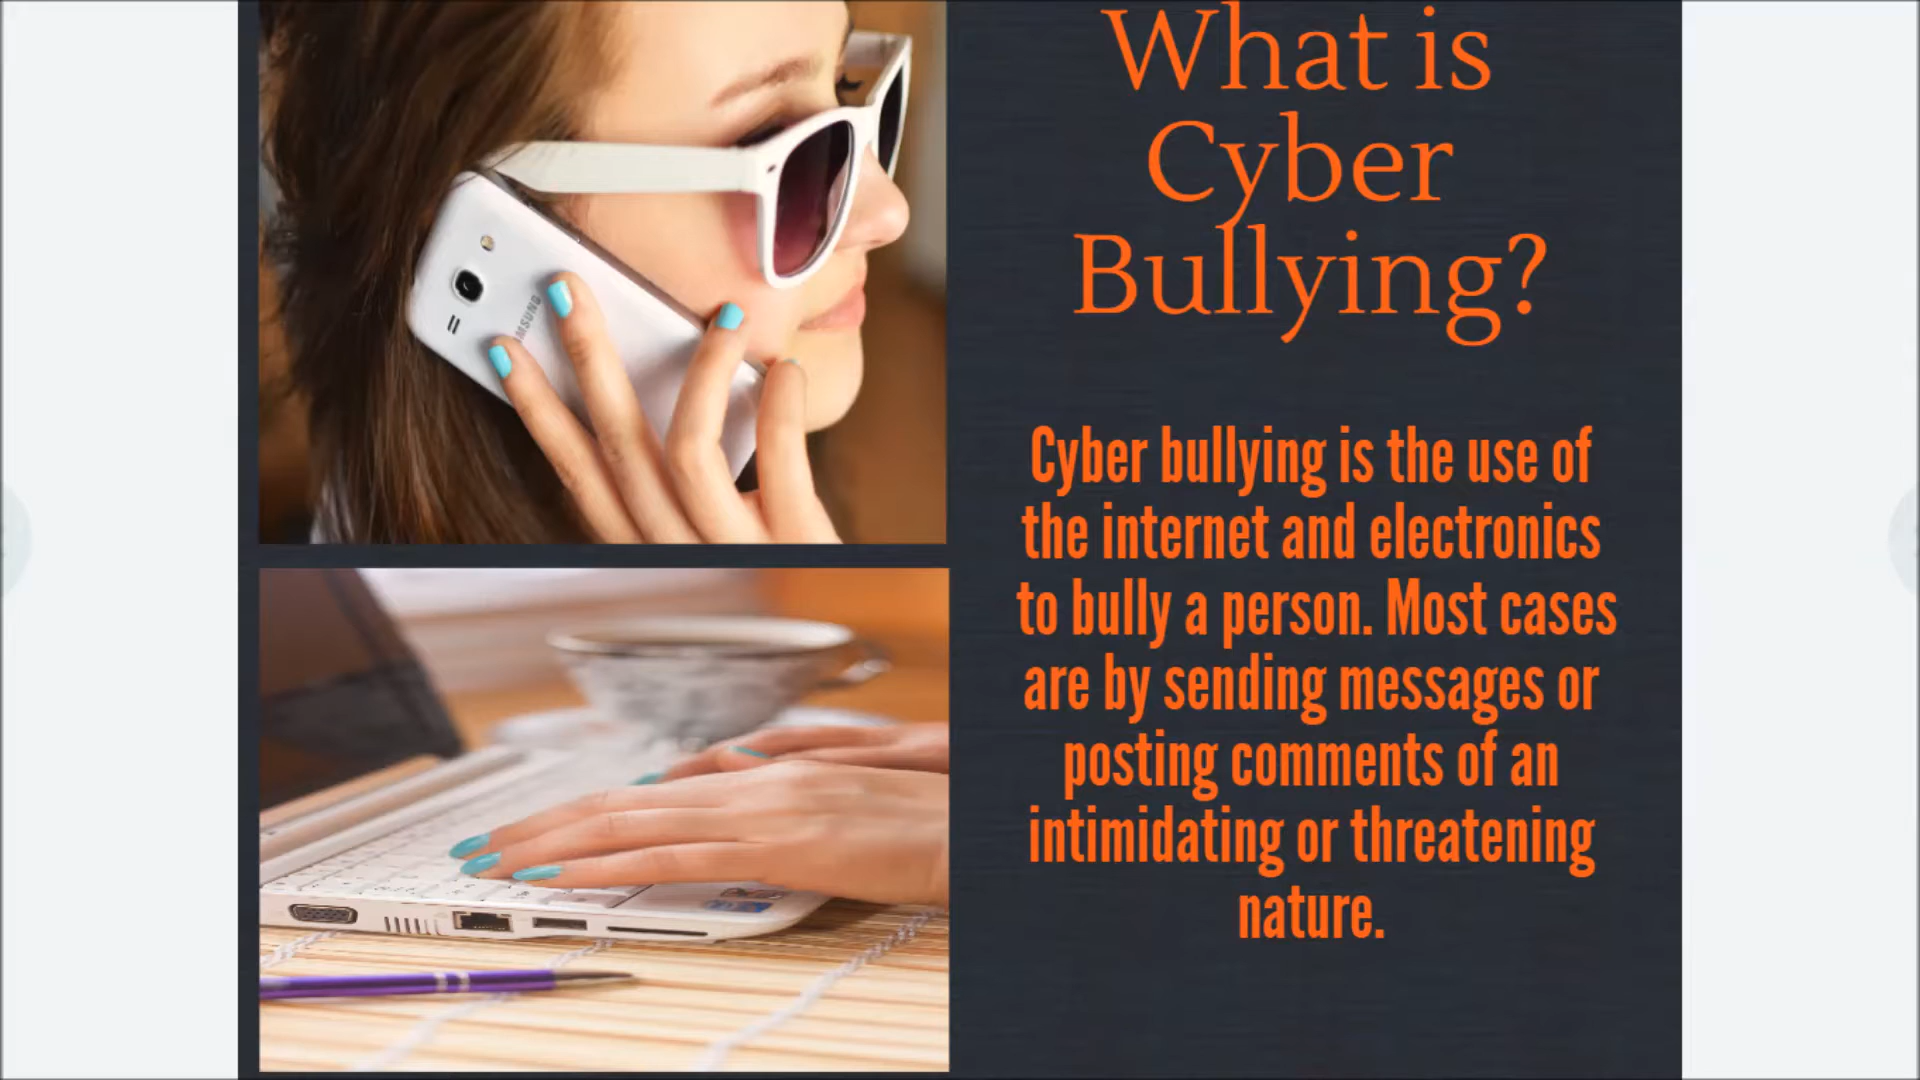 What is
Cyber
Bullying?
Cyber bullying is the use of
the internet and electronics
to bully a person. Most cases
are by sending messages or
posting comments of an
intimidating or threatening
nature.